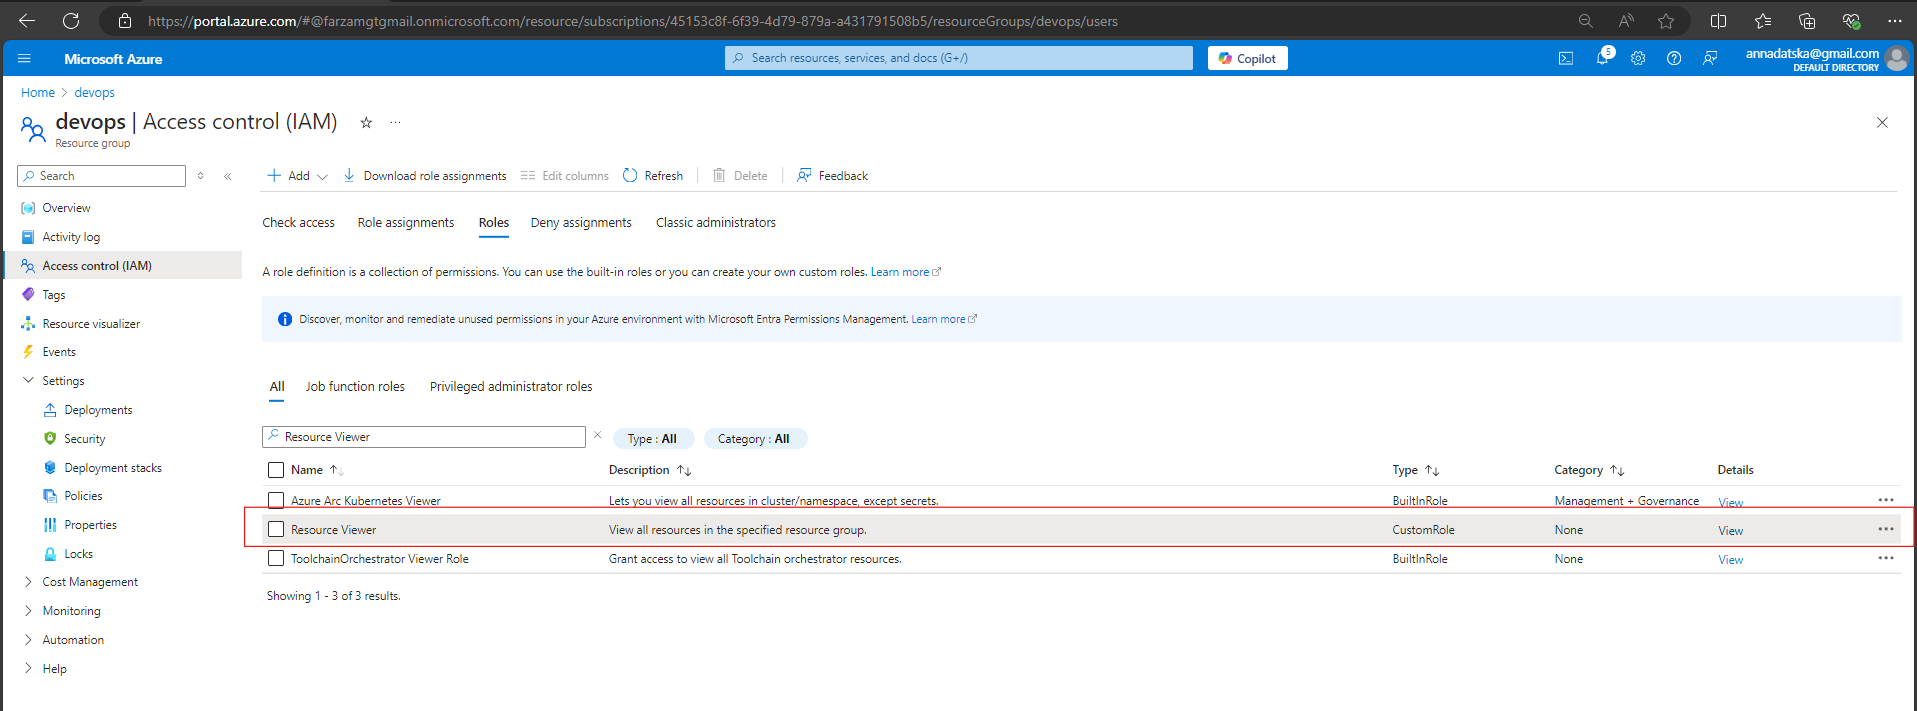 https://portal.azure.com/#@farzamgtgmail.onmicrosoft.com/resource/subscriptions/45153c8f-6f39-4d79-879a-a431791508b5/resourceGroups/devops/users
Microsoft Azure
Search resources, services, and docs (G+/)
Copilot
5
annadatska@gmail.com
DEFAULT DIRECTORY
Home > devops
devops | Access control (IAM)
Resource group
Search
Add
Download role assignments
Edit columns
Refresh
Delete
Feedback
Overview
Activity log
Access control (IAM)
Tags
Resource visualizer
Events
Settings
Deployments
Security
Deployment stacks
Policies
Properties
Locks
Cost Management
Monitoring
Automation
Help
Check access Role assignments Roles Deny assignments Classic administrators
A role definition is a collection of permissions. You can use the built-in roles or you can create your own custom roles. Learn more
Discover, monitor and remediate unused permissions in your Azure environment with Microsoft Entra Permissions Management. Learn more
All Job function roles Privileged administrator roles
Resource Viewer
Type : All
Category : All
Name Description Type Category Details
Azure Arc Kubernetes Viewer Lets you view all resources in cluster/namespace, except secrets. BuiltInRole Management + Governance View
Resource Viewer View all resources in the specified resource group. CustomRole None View
ToolchainOrchestrator Viewer Role Grant access to view all Toolchain orchestrator resources. BuiltInRole None View
Showing 1 - 3 of 3 results.